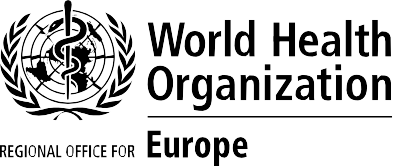 World Health
Organization
REGIONAL OFFICE FOR Europe